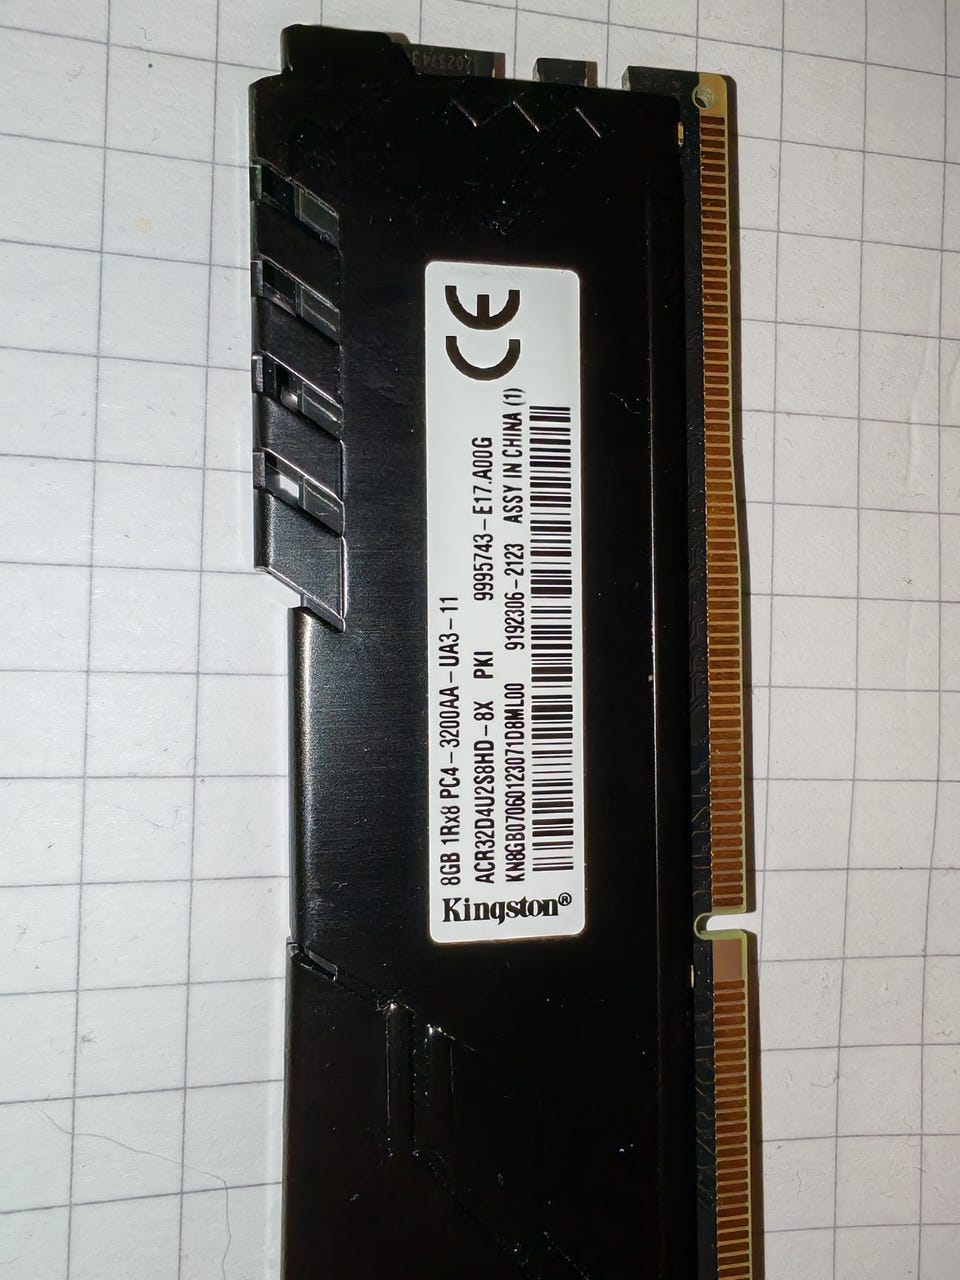 8GB 1Rx8 PC4-3200AA-UA3-11
ACR32D4U2S8HD-8X PKI 9995743-E17.A00G
KN8GB07060123071D8ML00 9192306-2123 ASSY IN CHINA (1)
Kingston®
CE